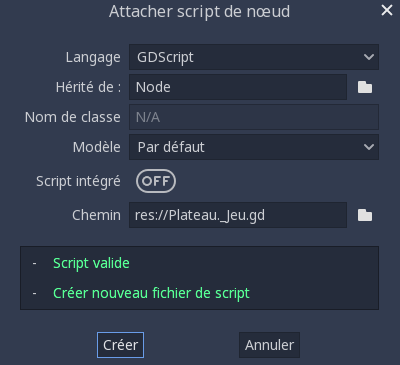 Attacher script de nœud
Langage GDScript
Hérité de : Node
Nom de classe N/A
Modèle Par défaut
Script intégré OFF
Chemin res://Plateau._Jeu.gd
- Script valide
- Créer nouveau fichier de script
Créer Annuler